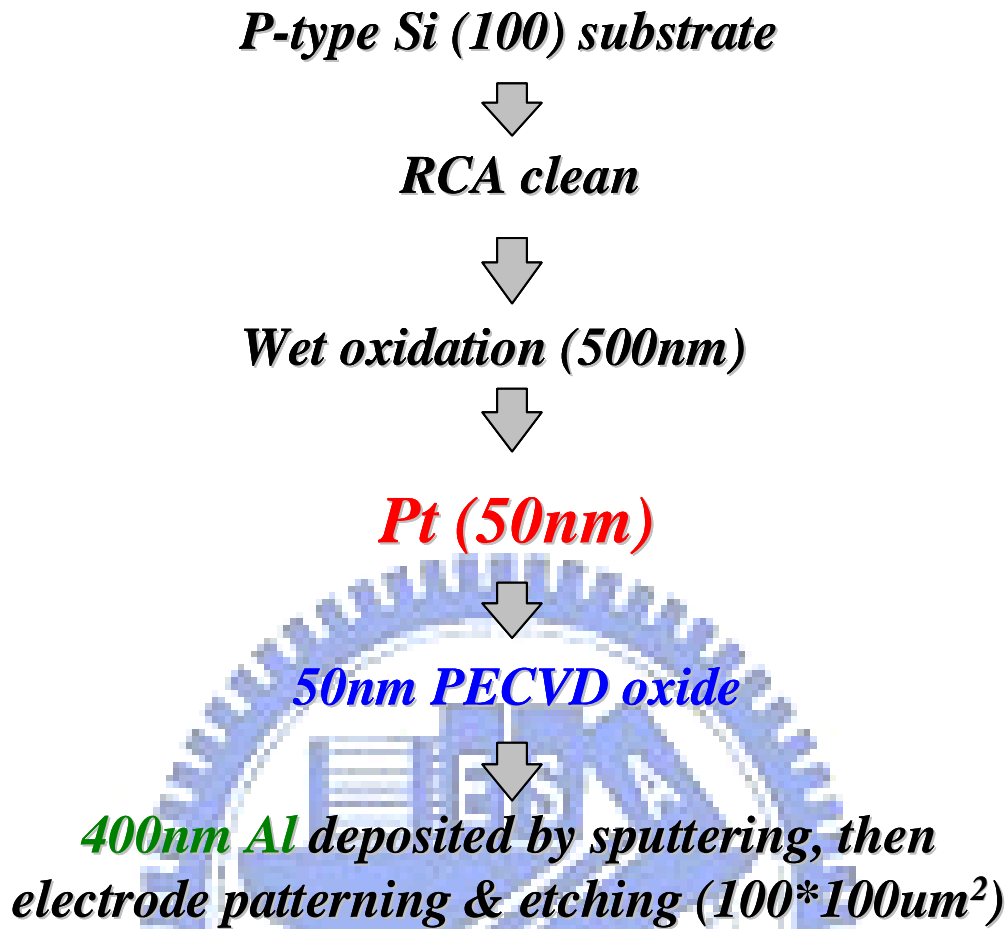 P-type Si (100) substrate
RCA clean
Wet oxidation (500nm)
Pt (50nm)
50nm PECVD oxide
400nm Al deposited by sputtering, then
electrode patterning & etching (100*100um²)